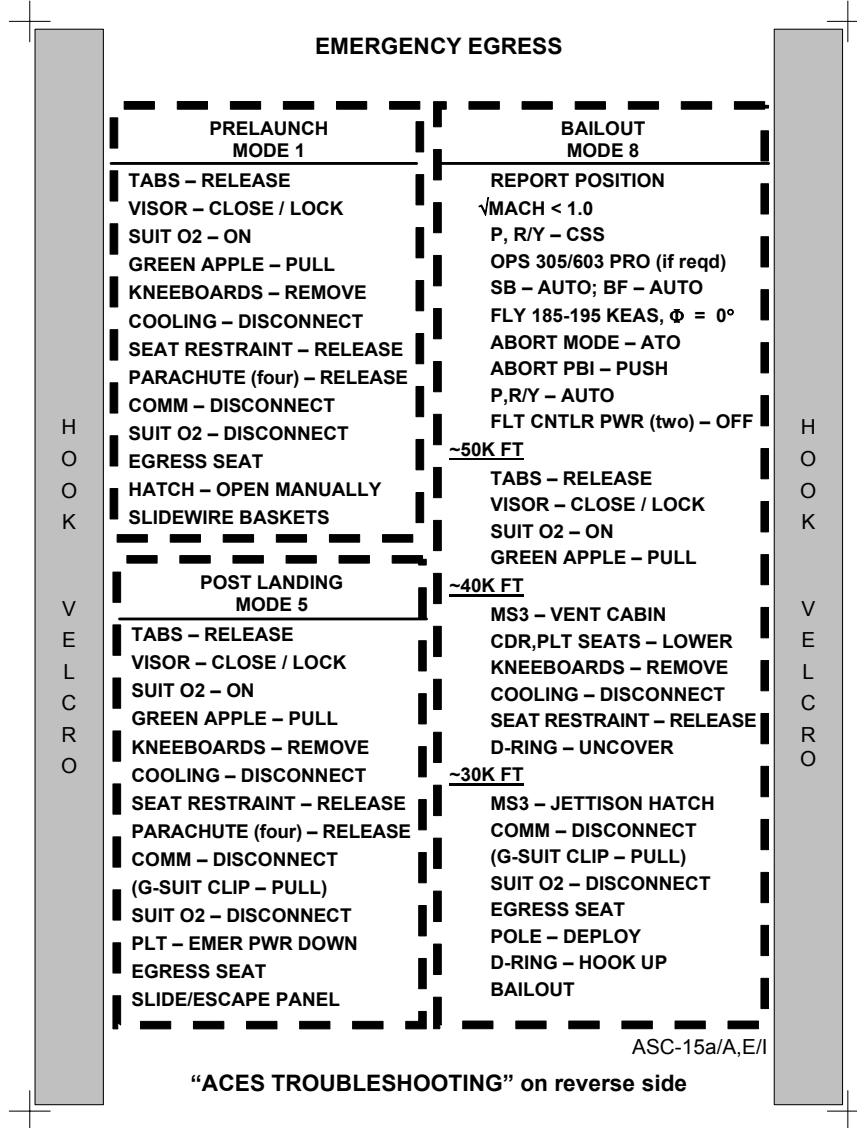 EMERGENCY EGRESS
PRELAUNCH
MODE 1
TABS – RELEASE
VISOR – CLOSE / LOCK
SUIT O2 – ON
GREEN APPLE – PULL
KNEEBOARDS – REMOVE
COOLING – DISCONNECT
SEAT RESTRAINT – RELEASE
PARACHUTE (four) – RELEASE
COMM – DISCONNECT
SUIT O2 – DISCONNECT
EGRESS SEAT
HATCH – OPEN MANUALLY
SLIDEWIRE BASKETS
POST LANDING
MODE 5
TABS – RELEASE
VISOR – CLOSE / LOCK
SUIT O2 – ON
GREEN APPLE – PULL
KNEEBOARDS – REMOVE
COOLING – DISCONNECT
SEAT RESTRAINT – RELEASE
PARACHUTE (four) – RELEASE
COMM – DISCONNECT
(G-SUIT CLIP – PULL)
SUIT O2 – DISCONNECT
PLT – EMER PWR DOWN
EGRESS SEAT
SLIDE/ESCAPE PANEL
BAILOUT
MODE 8
REPORT POSITION
√MACH < 1.0
P, R/Y – CSS
OPS 305/603 PRO (if reqd)
SB – AUTO; BF – AUTO
FLY 185-195 KEAS, Φ = 0°
ABORT MODE – ATO
ABORT PBI – PUSH
P,R/Y – AUTO
FLT CNTLR PWR (two) – OFF
~50K FT
TABS – RELEASE
VISOR – CLOSE / LOCK
SUIT O2 – ON
GREEN APPLE – PULL
~40K FT
MS3 – VENT CABIN
CDR,PLT SEATS – LOWER
KNEEBOARDS – REMOVE
COOLING – DISCONNECT
SEAT RESTRAINT – RELEASE
D-RING – UNCOVER
~30K FT
MS3 – JETTISON HATCH
COMM – DISCONNECT
(G-SUIT CLIP – PULL)
SUIT O2 – DISCONNECT
EGRESS SEAT
POLE – DEPLOY
D-RING – HOOK UP
BAILOUT
HOOK VELCRO
HOOK VELCRO
ASC-15a/A,E/I
“ACES TROUBLESHOOTING” on reverse side